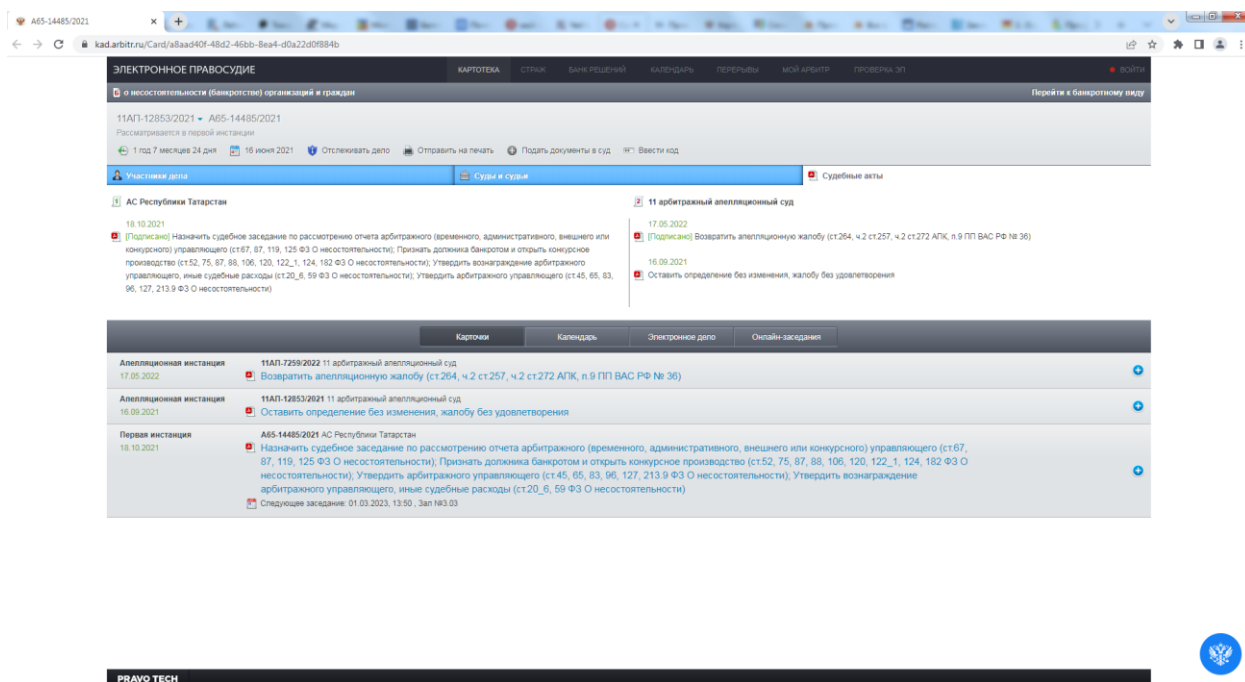 А65-14485/2021
kad.arbitr.ru/Card/a8aad40f-48d2-46bb-8ea4-d0a22d0f884b
ЭЛЕКТРОННОЕ ПРАВОСУДИЕ
КАРТОТЕКА СТРАЖ БАНК РЕШЕНИЙ КАЛЕНДАРЬ ПЕРЕРЫВЫ МОЙ АРБИТР ПРОВЕРКА ЭП ВОЙТИ
Б о несостоятельности (банкротстве) организаций и граждан Перейти к банкротному виду
11АП-12853/2021 А65-14485/2021
Рассматривается в первой инстанции
1 год 7 месяцев 24 дня 16 июня 2021 Отслеживать дело Отправить на печать Подать документы в суд Ввести код
Участники дела Суды и судьи Судебные акты
1 АС Республики Татарстан
18.10.2021
[Подписано] Назначить судебное заседание по рассмотрению отчета арбитражного (временного, административного, внешнего или
конкурсного) управляющего (ст.67, 87, 119, 125 ФЗ О несостоятельности); Признать должника банкротом и открыть конкурсное
производство (ст.52, 75, 87, 88, 106, 120, 122_1, 124, 182 ФЗ О несостоятельности); Утвердить вознаграждение арбитражного
управляющего, иные судебные расходы (ст.20_6, 59 ФЗ О несостоятельности); Утвердить арбитражного управляющего (ст.45, 65, 83,
96, 127, 213.9 ФЗ О несостоятельности)
2 11 арбитражный апелляционный суд
17.05.2022
[Подписано] Возвратить апелляционную жалобу (ст.264, ч.2 ст.257, ч.2 ст.272 АПК, п.9 ПП ВАС РФ № 36)
16.09.2021
Оставить определение без изменения, жалобу без удовлетворения
Карточки Календарь Электронное дело Онлайн-заседания
Апелляционная инстанция 11АП-7259/2022 11 арбитражный апелляционный суд
17.05.2022 Возвратить апелляционную жалобу (ст.264, ч.2 ст.257, ч.2 ст.272 АПК, п.9 ПП ВАС РФ № 36)
Апелляционная инстанция 11АП-12853/2021 11 арбитражный апелляционный суд
16.09.2021 Оставить определение без изменения, жалобу без удовлетворения
Первая инстанция А65-14485/2021 АС Республики Татарстан
18.10.2021 Назначить судебное заседание по рассмотрению отчета арбитражного (временного, административного, внешнего или конкурсного) управляющего (ст.67,
87, 119, 125 ФЗ О несостоятельности); Признать должника банкротом и открыть конкурсное производство (ст.52, 75, 87, 88, 106, 120, 122_1, 124, 182 ФЗ О
несостоятельности); Утвердить арбитражного управляющего (ст.45, 65, 83, 96, 127, 213.9 ФЗ О несостоятельности); Утвердить вознаграждение
арбитражного управляющего, иные судебные расходы (ст.20_6, 59 ФЗ О несостоятельности)
Следующее заседание: 01.03.2023, 13:50 , Зал №3.03
PRAVO TECH